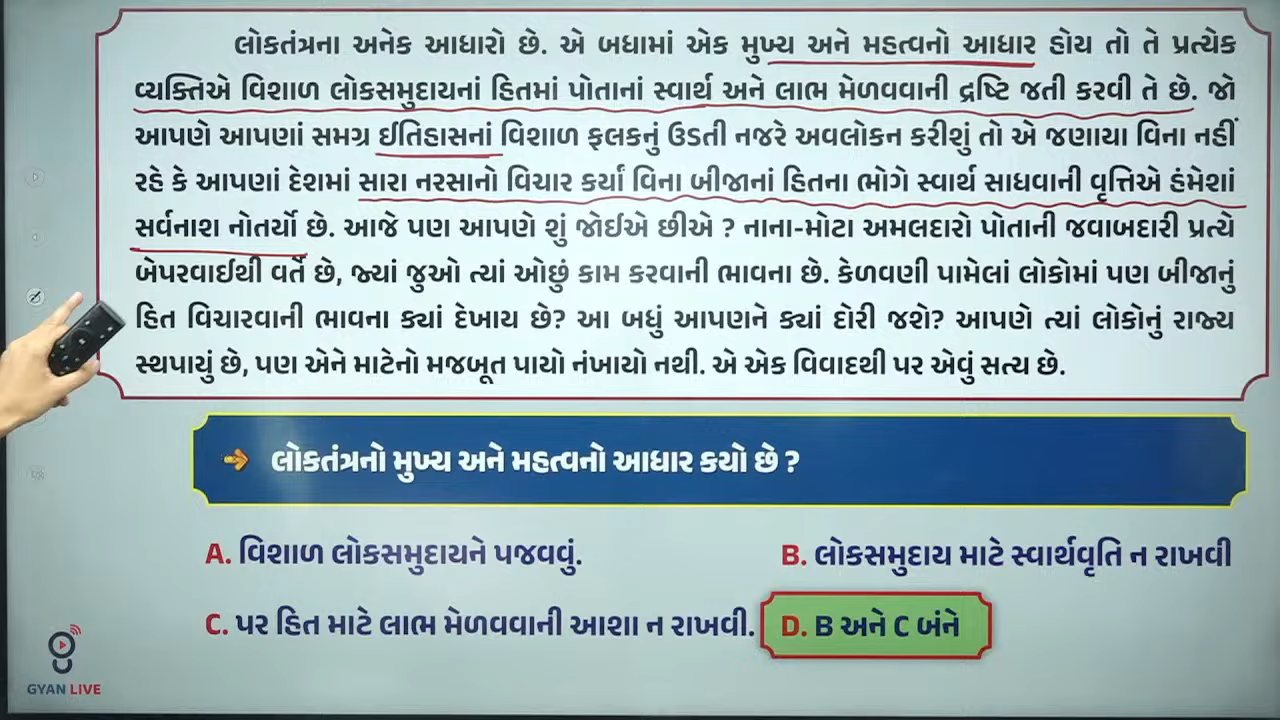 લોકતંત્રના અનેક આધારો છે. એ બધામાં એક મુખ્ય અને મહત્વનો આધાર હોય તો તે પ્રત્યેક
વ્યક્તિએ વિશાળ લોકસમુદાયનાં હિતમાં પોતાનાં સ્વાર્થ અને લાભ મેળવવાની દ્રષ્ટિ જતી કરવી તે છે. જો
આપણે આપણાં સમગ્ર ઈતિહાસનાં વિશાળ ફલકનું ઉડતી નજરે અવલોકન કરીશું તો એ જણાયા વિના નહીં
રહે કે આપણાં દેશમાં સારા નરસાનો વિચાર કર્યાં વિના બીજાનાં હિતના ભોગે સ્વાર્થ સાધવાની વૃત્તિએ હંમેશાં
સર્વનાશ નોતર્યો છે. આજે પણ આપણે શું જોઈએ છીએ ? નાના-મોટા અમલદારો પોતાની જવાબદારી પ્રત્યે
બેપરવાઈથી વર્તે છે, જ્યાં જુઓ ત્યાં ઓછું કામ કરવાની ભાવના છે. કેળવણી પામેલાં લોકોમાં પણ બીજાનું
હિત વિચારવાની ભાવના ક્યાં દેખાય છે? આ બધું આપણને ક્યાં દોરી જશે? આપણે ત્યાં લોકોનું રાજ્ય
સ્થપાયું છે, પણ એને માટેનો મજબૂત પાયો નંખાયો નથી. એ એક વિવાદથી પર એવું સત્ય છે.
લોકતંત્રનો મુખ્ય અને મહત્વનો આધાર કયો છે ?
A. વિશાળ લોકસમુદાયને પજવવું.
B. લોકસમુદાય માટે સ્વાર્થવૃતિ ન રાખવી
C. પર હિત માટે લાભ મેળવવાની આશા ન રાખવી.
D. B અને C બંને
GYAN LIVE